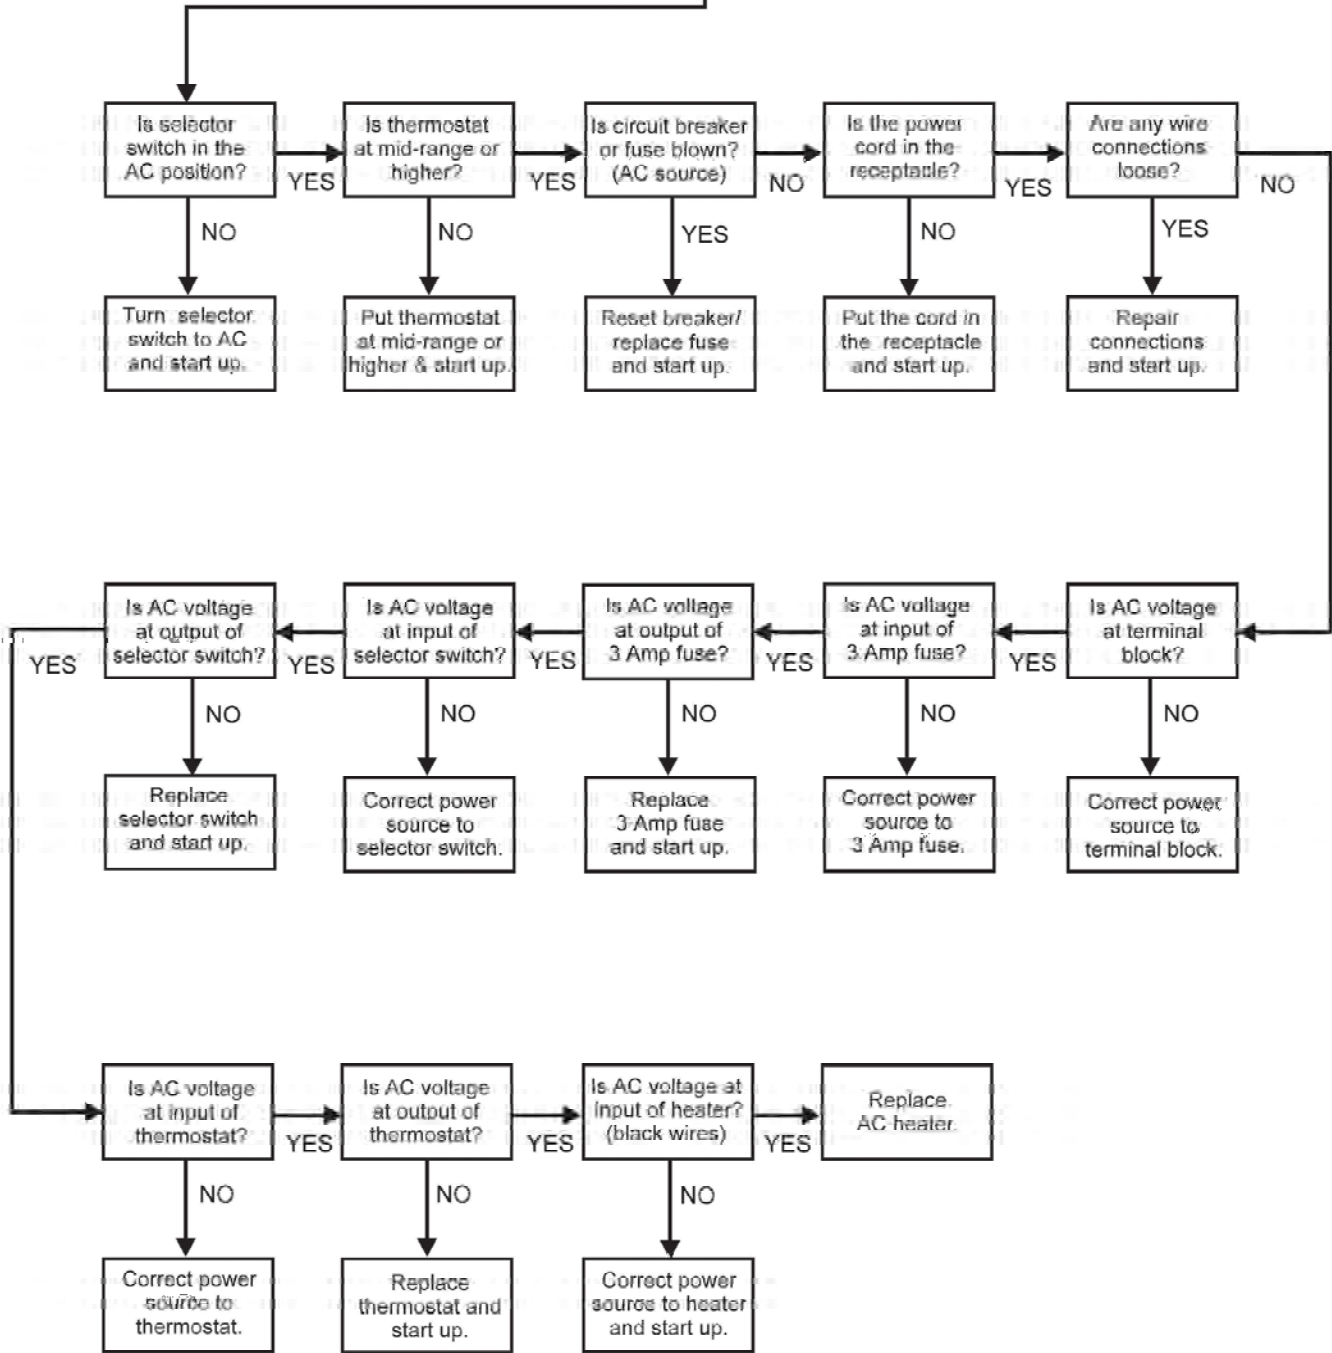 Is selector
switch in the
AC position?
YES
Is thermostat
at mid-range or
higher?
YES
Is circuit breaker
or fuse blown?
(AC source)
NO
Is the power
cord in the
receptacle?
YES
Are any wire
connections
loose?
NO
NO
NO
YES
NO
YES
Turn selector
switch to AC
and start up.
Put thermostat
at mid-range or
higher & start up.
Reset breaker/
replace fuse
and start up.
Put the cord in
the receptacle
and start up.
Repair
connections
and start up.
Is AC voltage
at terminal
block?
YES
Is AC voltage
at input of
3 Amp fuse?
YES
Is AC voltage
at output of
3 Amp fuse?
YES
Is AC voltage
at input of
selector switch?
YES
Is AC voltage
at output of
selector switch?
YES
NO
NO
NO
NO
NO
Correct power
source to
terminal block.
Correct power
source to
3 Amp fuse.
Replace
3 Amp fuse
and start up.
Correct power
source to
selector switch.
Replace
selector switch
and start up.
Is AC voltage
at input of
thermostat?
YES
Is AC voltage
at output of
thermostat?
YES
Is AC voltage at
input of heater?
(black wires)
YES
Replace
AC heater.
NO
NO
NO
Correct power
source to
thermostat.
Replace
thermostat and
start up.
Correct power
source to heater
and start up.